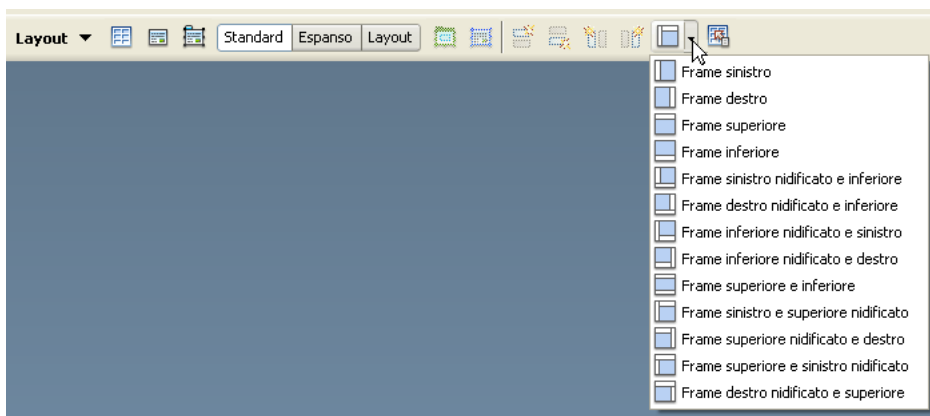 Layout Standard Espanso Layout
Frame sinistro
Frame destro
Frame superiore
Frame inferiore
Frame sinistro nidificato e inferiore
Frame destro nidificato e inferiore
Frame inferiore nidificato e sinistro
Frame inferiore nidificato e destro
Frame superiore e inferiore
Frame sinistro e superiore nidificato
Frame superiore nidificato e destro
Frame superiore e sinistro nidificato
Frame destro nidificato e superiore